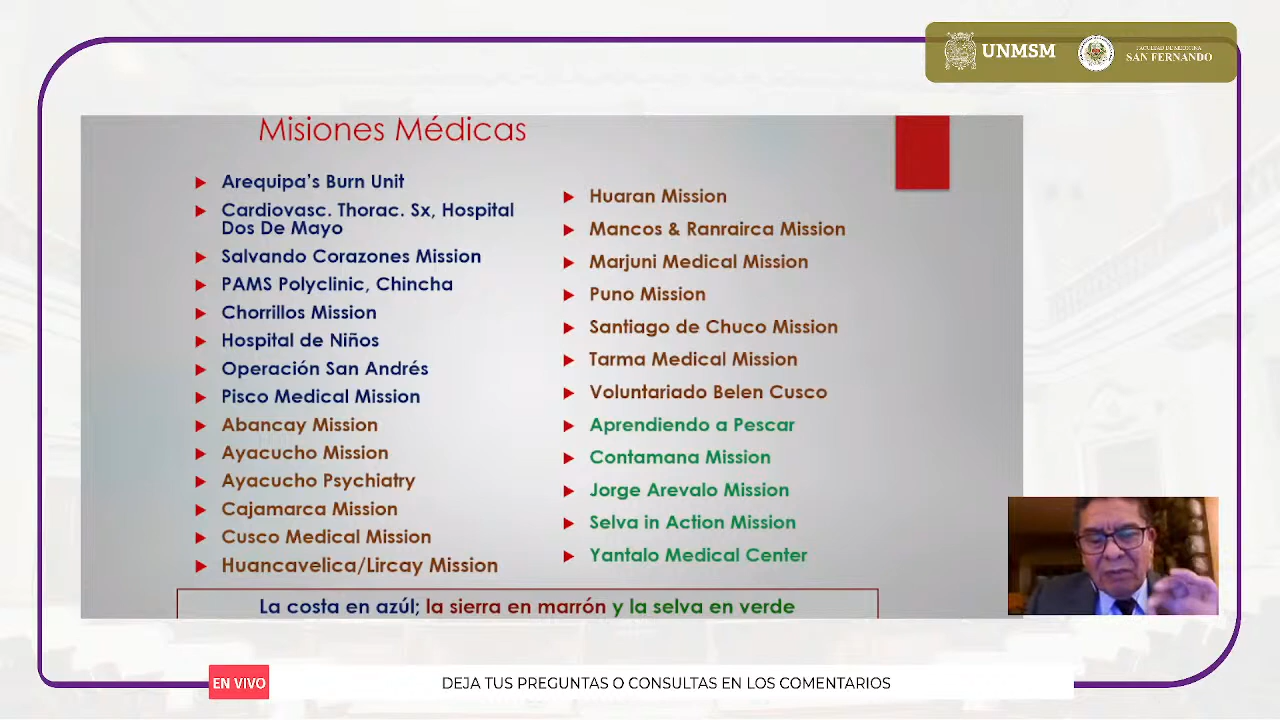 UNMSM
FACULTAD DE MEDICINA
SAN FERNANDO
Misiones Médicas
Arequipa's Burn Unit
Cardiovasc. Thorac. Sx, Hospital
Dos De Mayo
Salvando Corazones Mission
PAMS Polyclinic, Chincha
Chorrillos Mission
Hospital de Niños
Operación San Andrés
Pisco Medical Mission
Abancay Mission
Ayacucho Mission
Ayacucho Psychiatry
Cajamarca Mission
Cusco Medical Mission
Huancavelica/Lircay Mission
Huaran Mission
Mancos & Ranrairca Mission
Marjuni Medical Mission
Puno Mission
Santiago de Chuco Mission
Tarma Medical Mission
Voluntariado Belen Cusco
Aprendiendo a Pescar
Contamana Mission
Jorge Arevalo Mission
Selva in Action Mission
Yantalo Medical Center
La costa en azúl; la sierra en marrón y la selva en verde
EN VIVO
DEJA TUS PREGUNTAS O CONSULTAS EN LOS COMENTARIOS